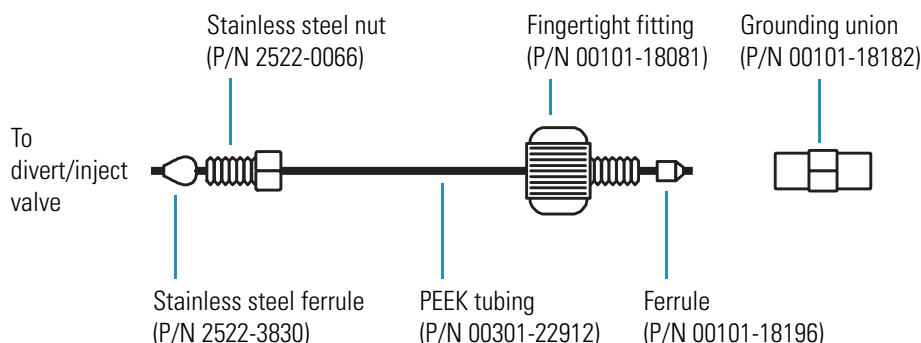 Stainless steel nut
(P/N 2522-0066)
Fingertight fitting
(P/N 00101-18081)
Grounding union
(P/N 00101-18182)
To
divert/inject
valve
Stainless steel ferrule
(P/N 2522-3830)
PEEK tubing
(P/N 00301-22912)
Ferrule
(P/N 00101-18196)